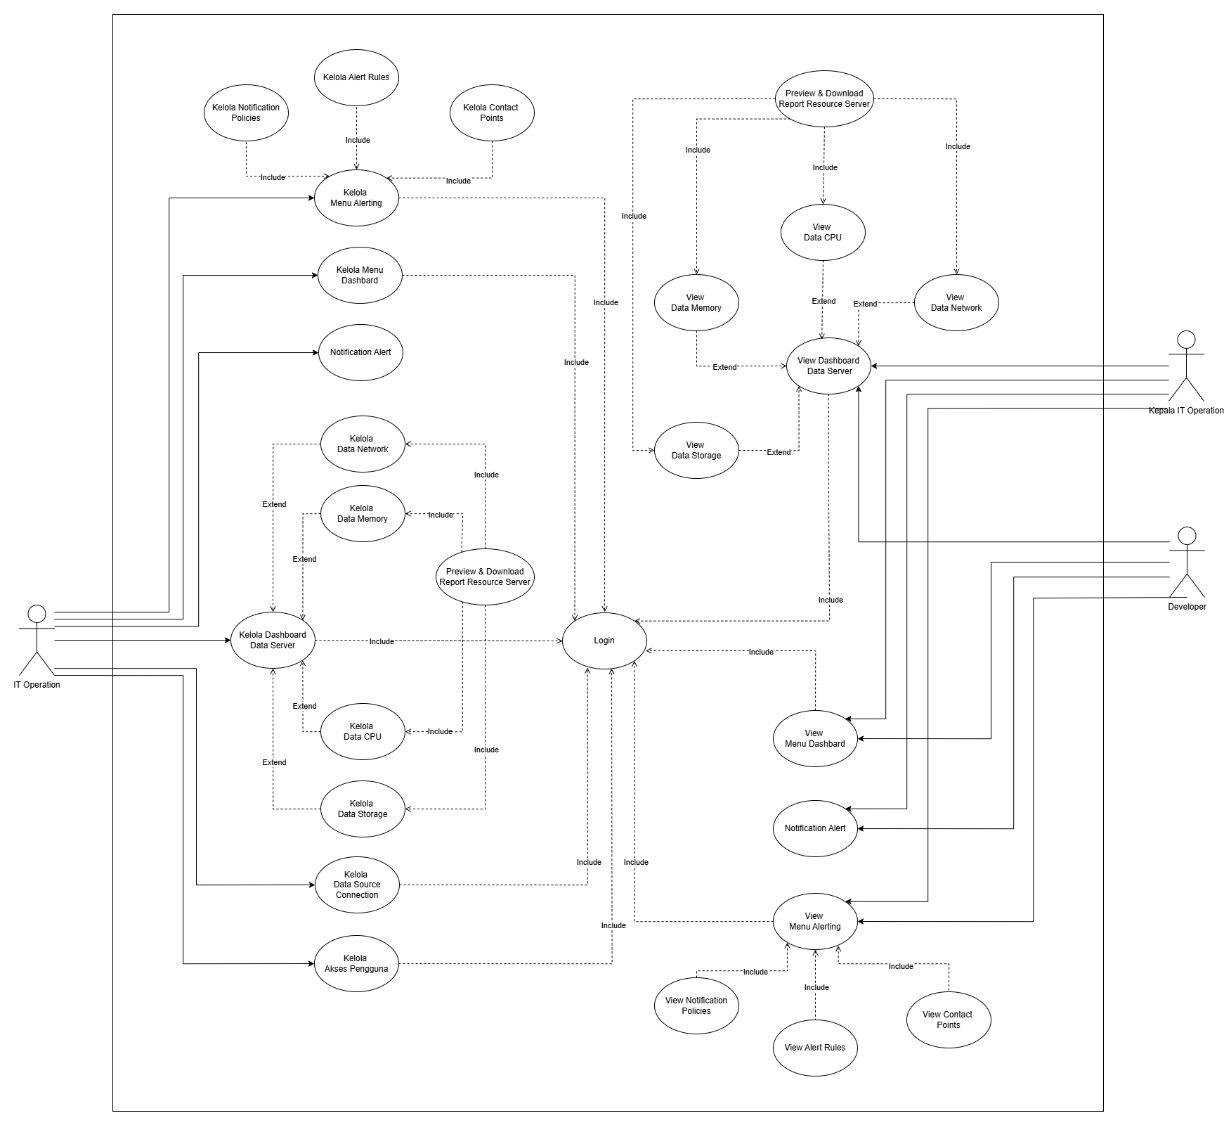 Kelola Alert Rules
Kelola Notification
Policies
Kelola Contact
Points
Include
Include
Include
Kelola
Menu Alerting
Kelola Menu
Dashbard
Include
Include
Notification Alert
Kelola
Data Network
Include
Extend
Kelola
Data Memory
Include
Extend
Preview & Download
Report Resource Server
Kelola Dashboard
Data Server
Include
Login
IT Operation
Extend
Kelola
Data CPU
Include
Include
Extend
Kelola
Data Storage
Kelola
Data Source
Connection
Include
Include
Include
Kelola
Akses Pengguna
Preview & Download
Report Resource Server
Include
Include
Include
Include
View
Data CPU
View
Data Memory
Extend
Extend
View
Data Network
View Dashboard
Data Server
Extend
View
Data Storage
Extend
Kepala IT Operation
Include
Developer
Include
View
Menu Dashbard
Notification Alert
View
Menu Alerting
Include
Include
Include
View Notification
Policies
View Contact
Points
View Alert Rules